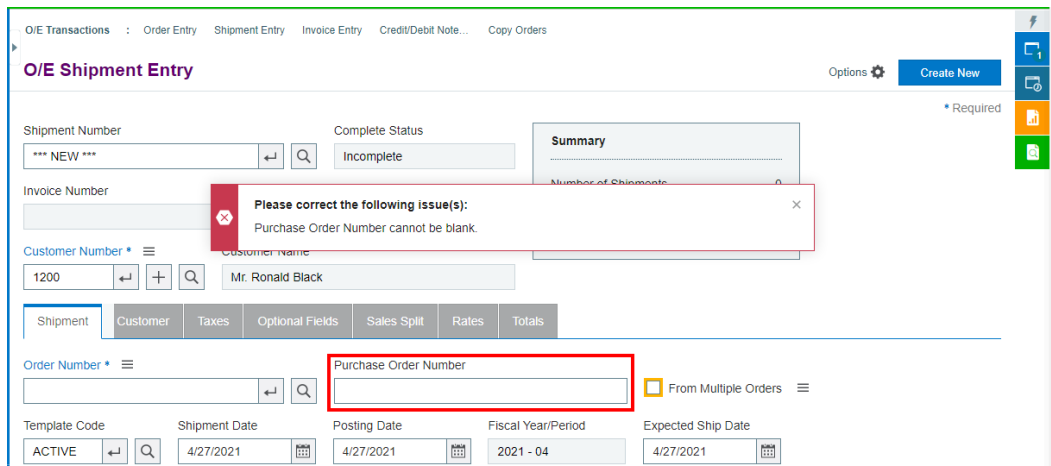 O/E Transactions : Order Entry Shipment Entry Invoice Entry Credit/Debit Note... Copy Orders
O/E Shipment Entry
Options
Create New
1
* Required
Shipment Number Complete Status
*** NEW *** Incomplete
Summary
Number of Shipments 0
Invoice Number
Please correct the following issue(s):
Purchase Order Number cannot be blank.
Customer Number * Customer Name
1200 Mr. Ronald Black
Shipment Customer Taxes Optional Fields Sales Split Rates Totals
Order Number * Purchase Order Number
From Multiple Orders
Template Code Shipment Date Posting Date Fiscal Year/Period Expected Ship Date
ACTIVE 4/27/2021 4/27/2021 2021 - 04 4/27/2021